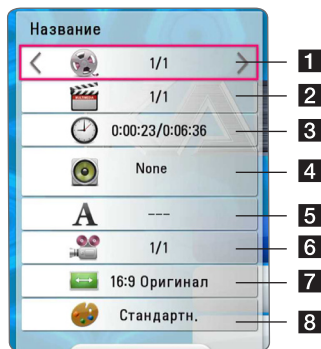 Название
1/1 1
1/1 2
0:00:23/0:06:36 3
None 4
A --- 5
1/1 6
16:9 Оригинал 7
Стандартн. 8